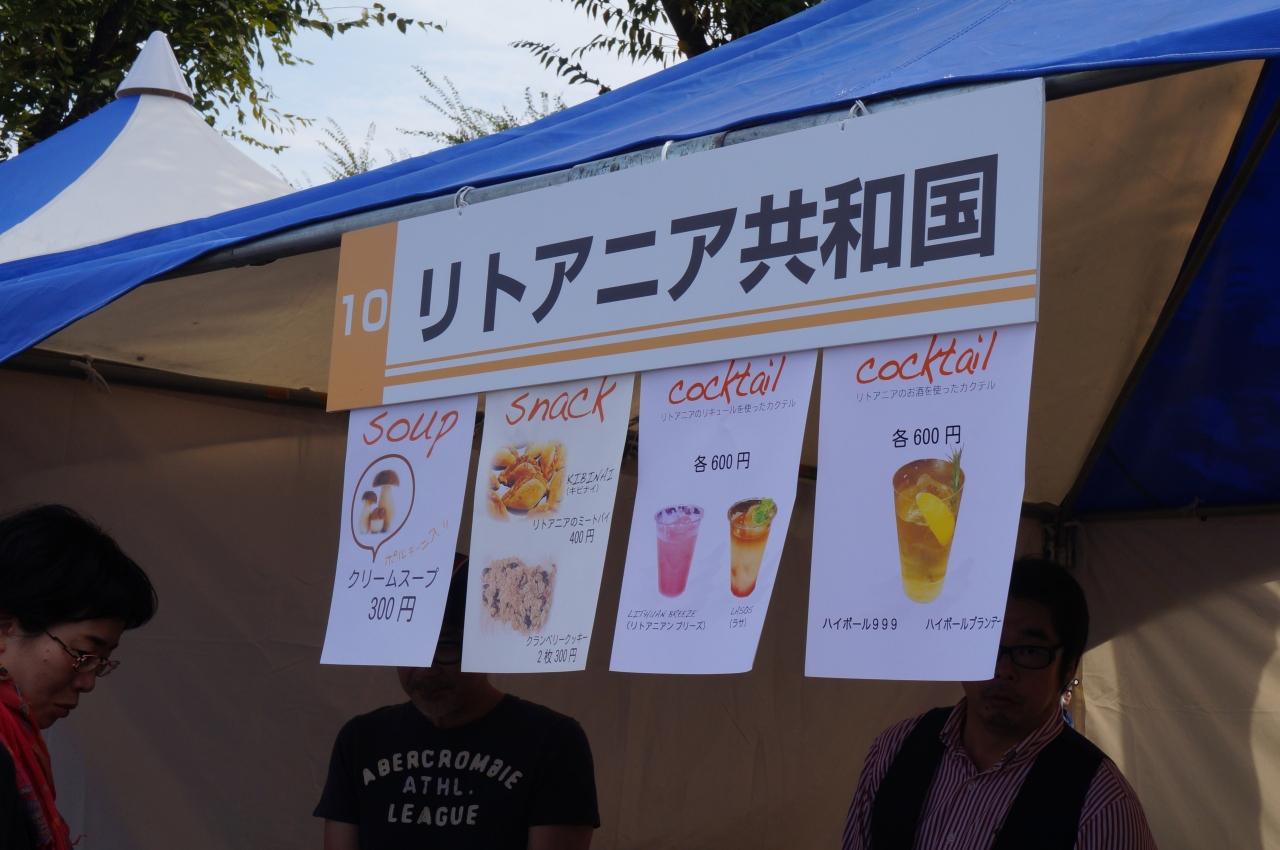 10
リトアニア共和国
soup
ポルチーニ入り
クリームスープ
300円
snack
KIBINAI
(キビナイ)
リトアニアのミートパイ
400円
クランベリークッキー
2枚300円
cocktail
リトアニアのリキュールを使ったカクテル
各600円
LITHUAN BREEZE
(リトアニアン ブリーズ)
LASOS
(ラサ)
cocktail
リトアニアのお酒を使ったカクテル
各600円
ハイボール999
ハイボールブランデー
ABERCROMBIE
ATHL.
LEAGUE